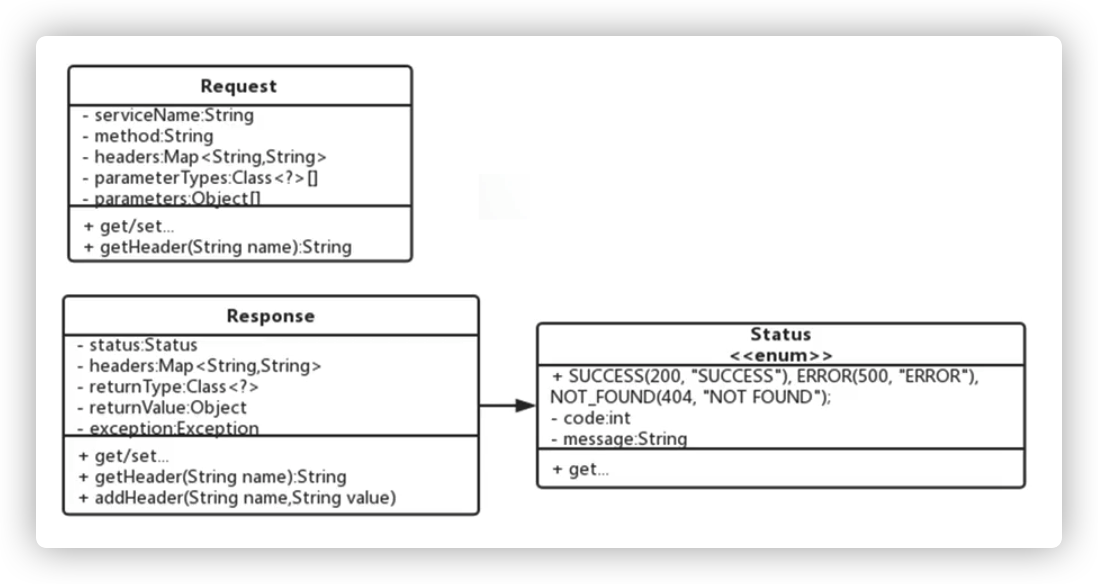 Request
- serviceName:String
- method:String
- headers:Map<String,String>
- parameterTypes:Class<?>[]
- parameters:Object[]
+ get/set...
+ getHeader(String name):String
Response
- status:Status
- headers:Map<String,String>
- returnType:Class<?>
- returnValue:Object
- exception:Exception
+ get/set...
+ getHeader(String name):String
+ addHeader(String name,String value)
Status
<<enum>>
+ SUCCESS(200, "SUCCESS"), ERROR(500, "ERROR"),
NOT_FOUND(404, "NOT FOUND");
- code:int
- message:String
+ get...